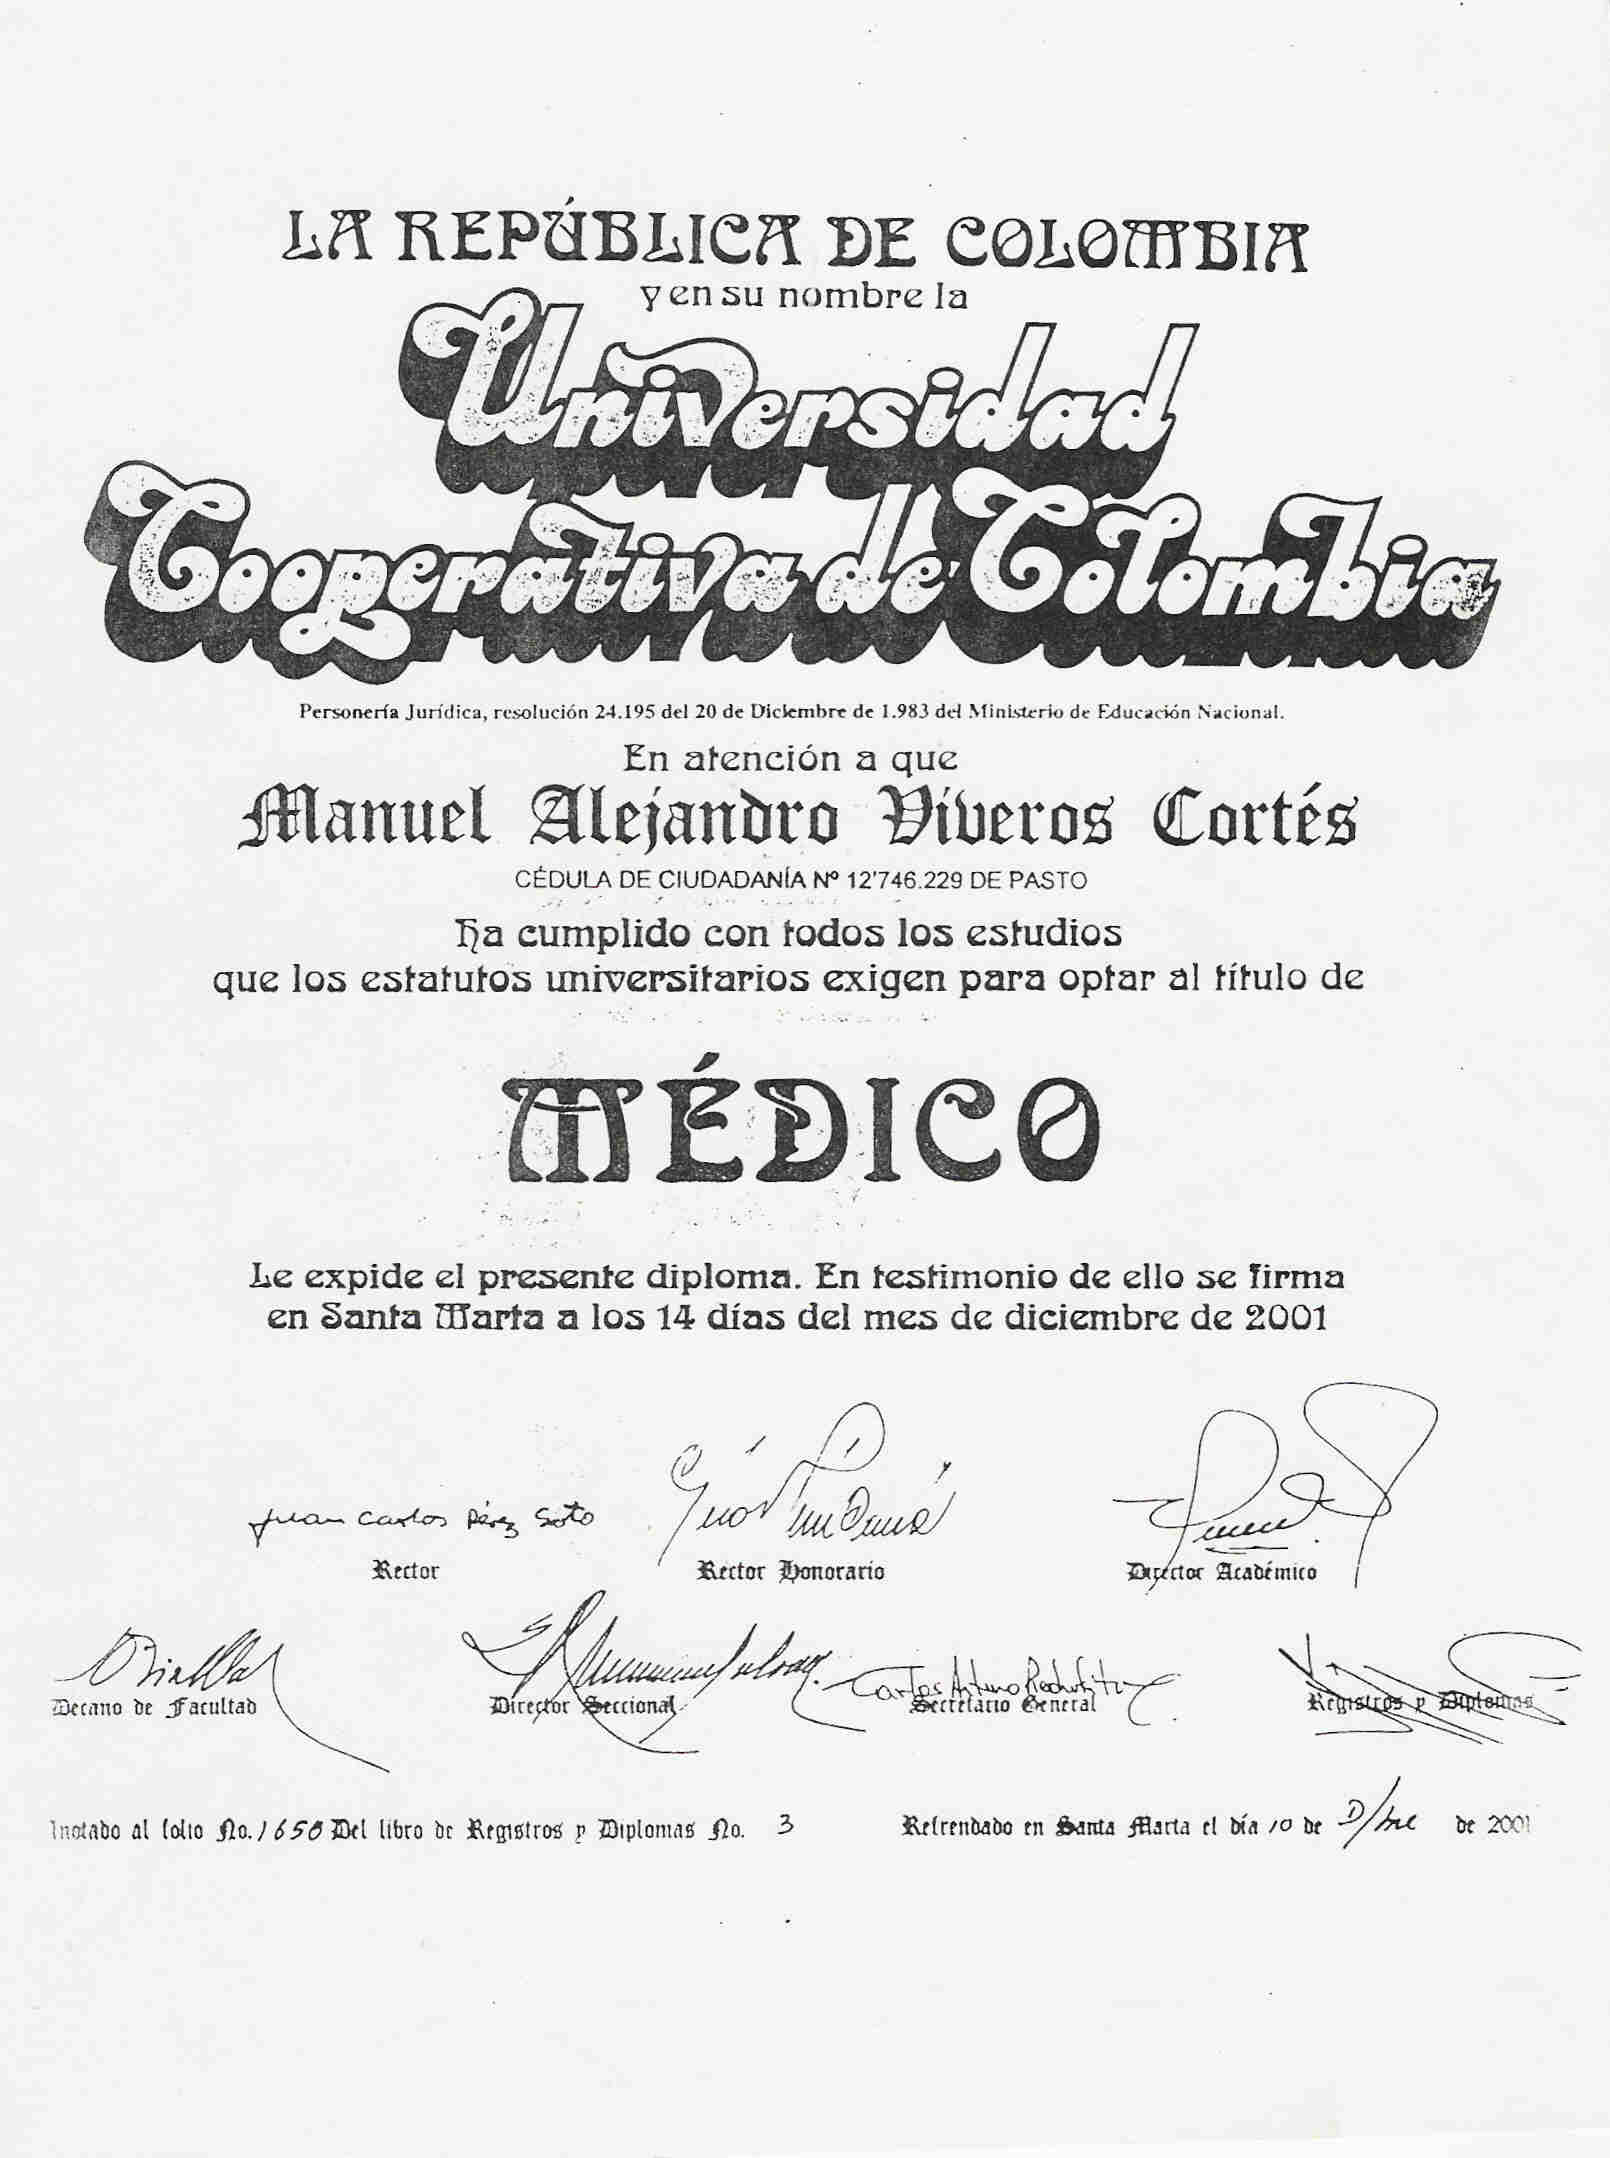 LA REPÚBLICA DE COLOMBIA
y en su nombre la
Universidad
Cooperativa de Colombia
Personería Jurídica, resolución 24.195 del 20 de Diciembre de 1.983 del Ministerio de Educación Nacional.
En atención a que
Manuel Alejandro Viveros Cortés
CÉDULA DE CIUDADANÍA Nº 12'746.229 DE PASTO
ha cumplido con todos los estudios
que los estatutos universitarios exigen para optar al título de
MÉDICO
Le expide el presente diploma. En testimonio de ello se firma
en Santa Marta a los 14 días del mes de diciembre de 2001
Juan Carlos Pérez Soto
Rector Rector Honorario Director Académico
Carlos Arturo
Decano de Facultad Director Seccional Secretario General Registros y Diplomas
Anotado al folio No. 1650 Del libro de Registros y Diplomas No. 3 Refrendado en Santa Marta el día 10 de D/bre de 2001